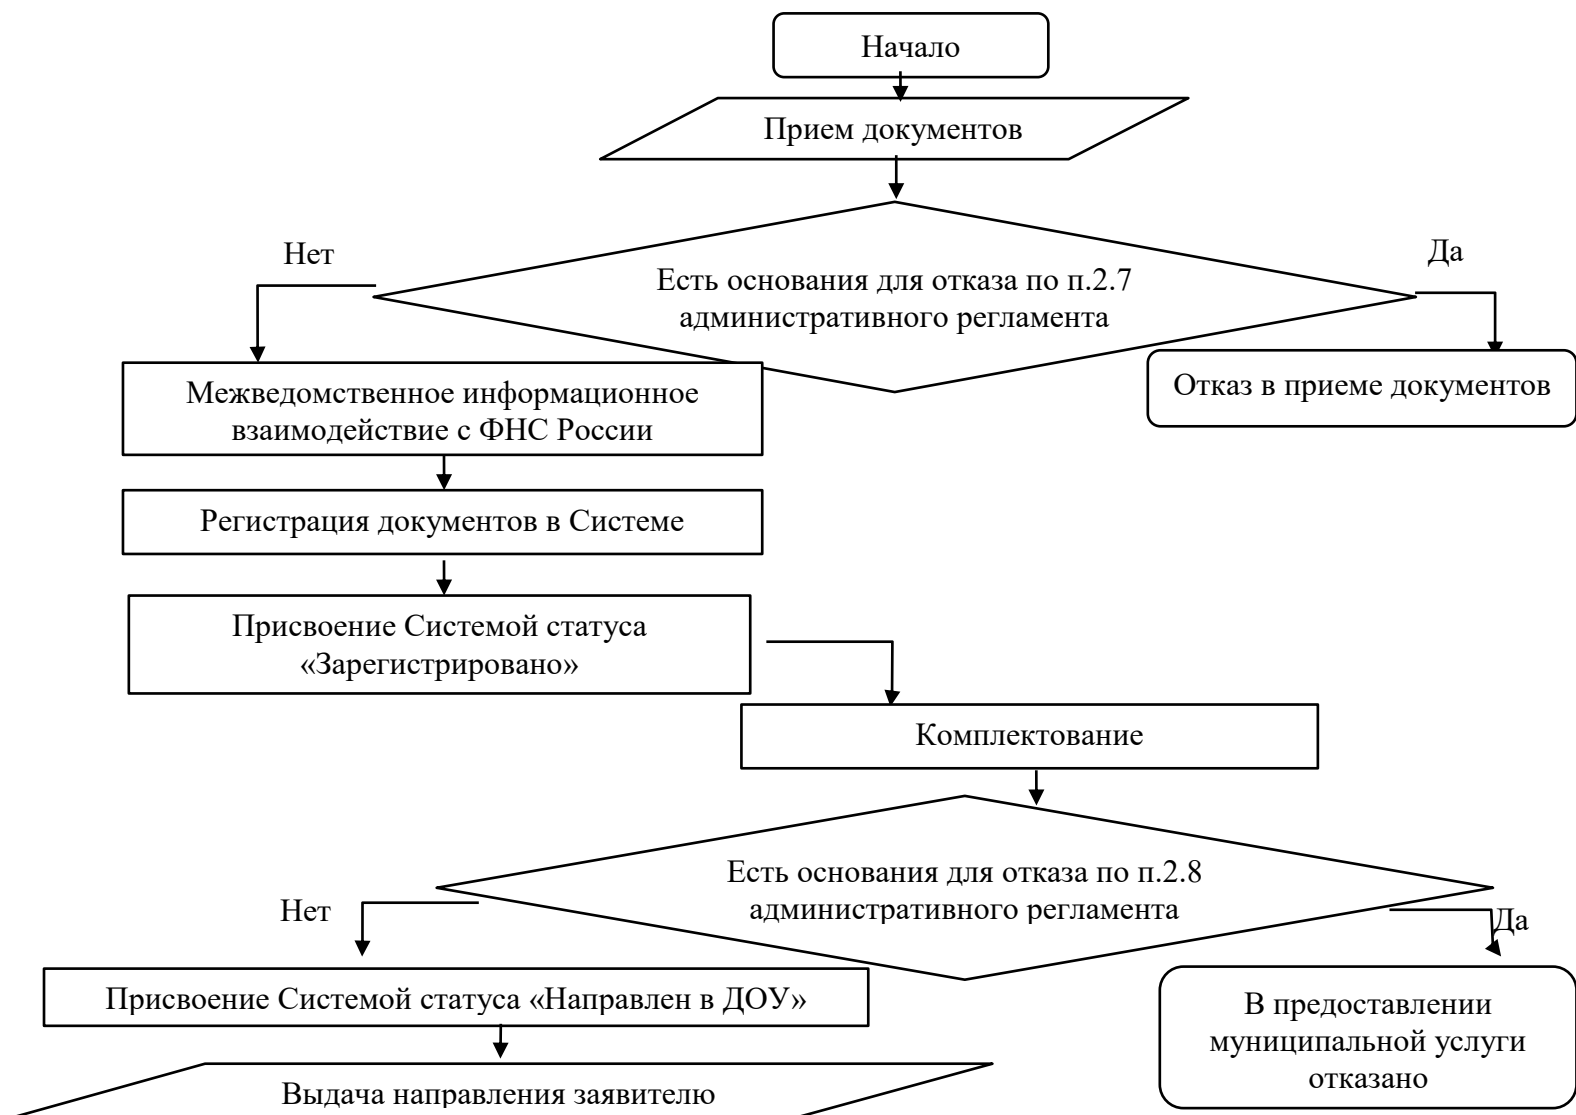 Начало
Прием документов
Нет
Да
Есть основания для отказа по п.2.7
административного регламента
Отказ в приеме документов
Межведомственное информационное
взаимодействие с ФНС России
Регистрация документов в Системе
Присвоение Системой статуса
«Зарегистрировано»
Комплектование
Есть основания для отказа по п.2.8
административного регламента
Нет
Да
Присвоение Системой статуса «Направлен в ДОУ»
В предоставлении
муниципальной услуги
отказано
Выдача направления заявителю